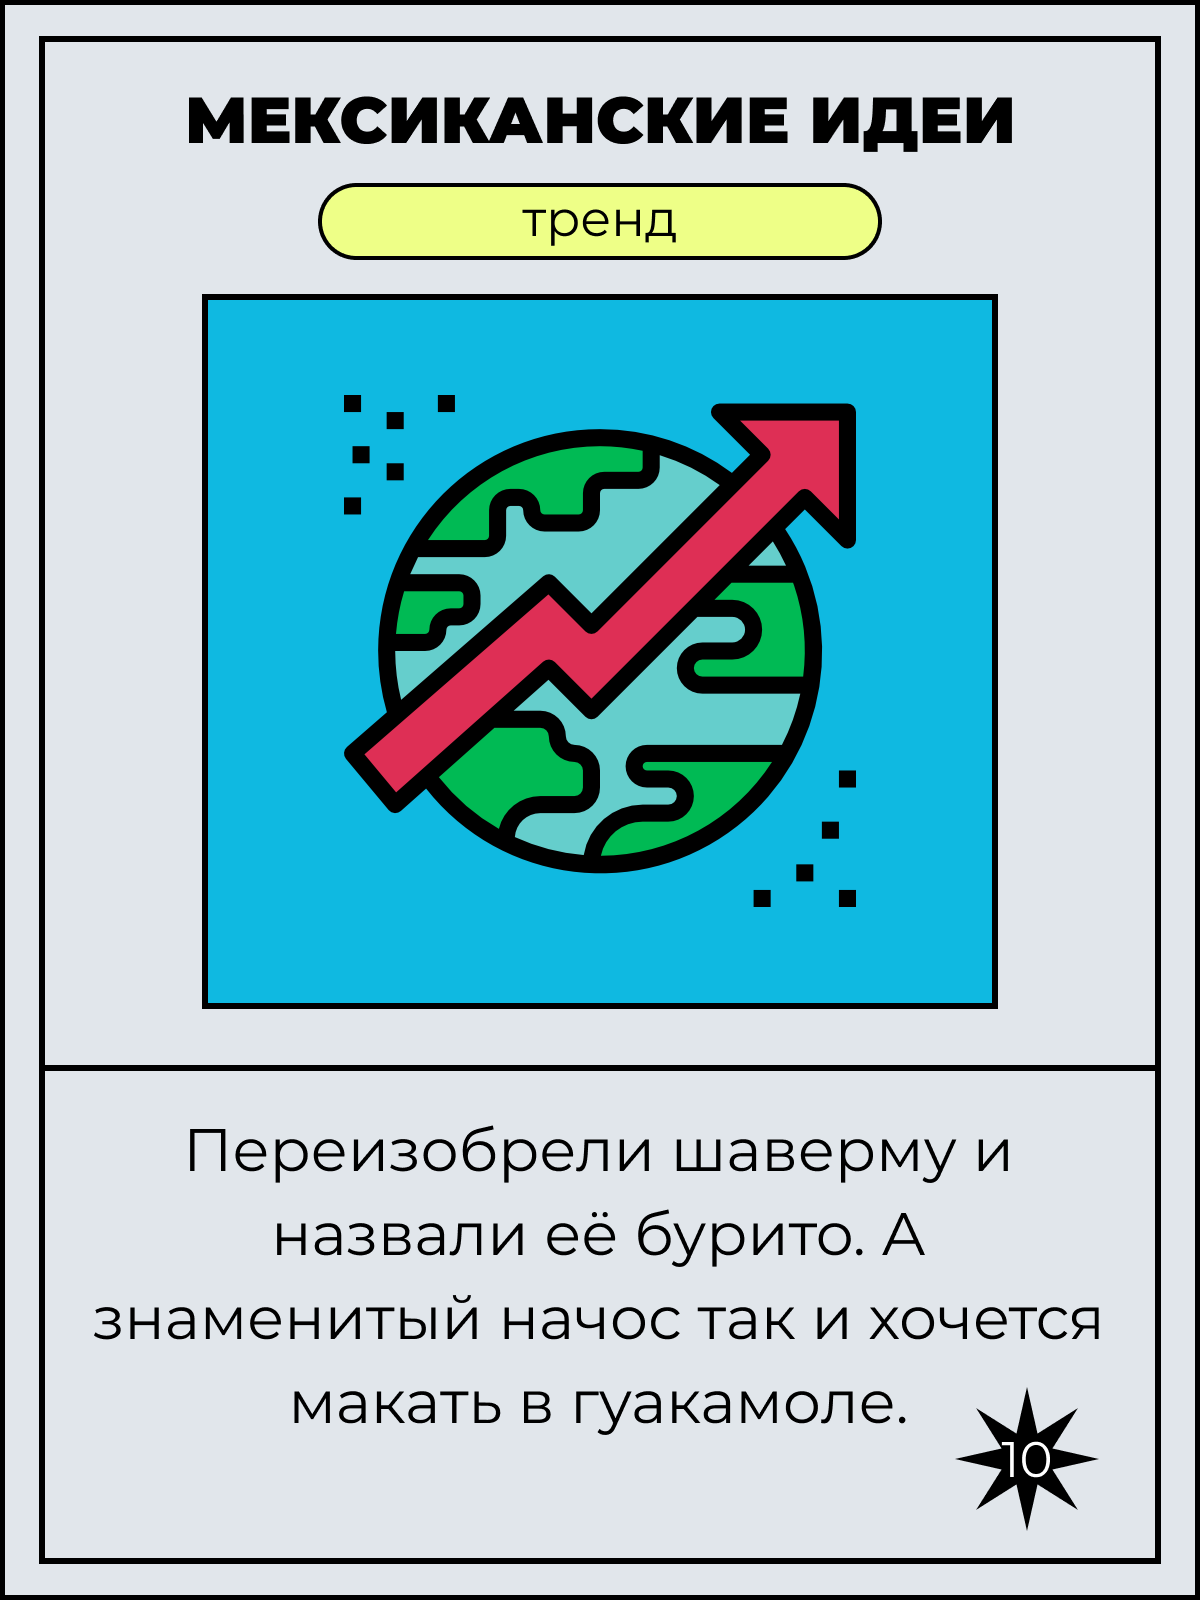 МЕКСИКАНСКИЕ ИДЕИ
тренд
Переизобрели шаверму и
назвали её бурито. А
знаменитый начос так и хочется
макать в гуакамоле.
10